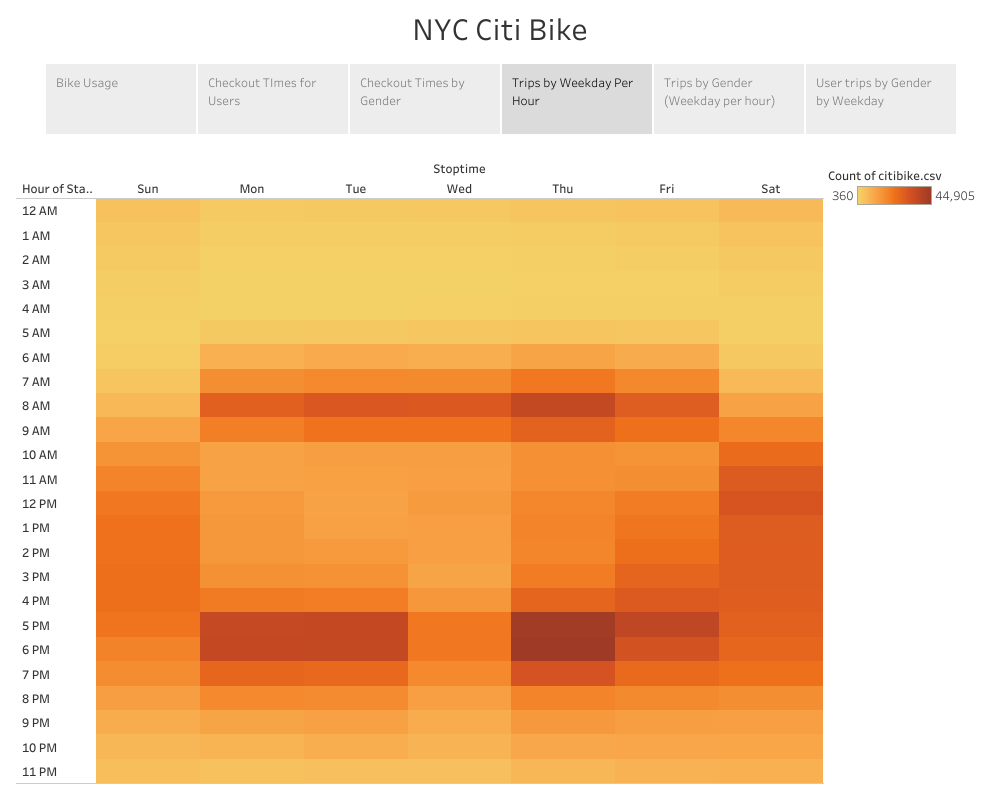 NYC Citi Bike
Bike Usage
Checkout TImes for
Users
Checkout Times by
Gender
Trips by Weekday Per
Hour
Trips by Gender
(Weekday per hour)
User trips by Gender
by Weekday
Stoptime
Hour of Sta.. Sun Mon Tue Wed Thu Fri Sat
Count of citibike.csv
360 44,905
12 AM
1 AM
2 AM
3 AM
4 AM
5 AM
6 AM
7 AM
8 AM
9 AM
10 AM
11 AM
12 PM
1 PM
2 PM
3 PM
4 PM
5 PM
6 PM
7 PM
8 PM
9 PM
10 PM
11 PM